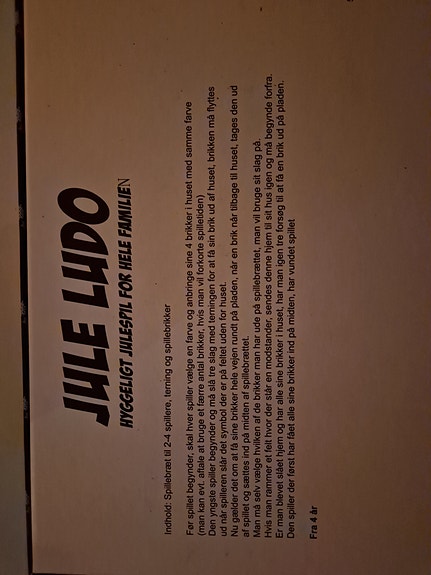 JULE LUDO
HYGGELIGT JULESPIL FOR HELE FAMILIEN
Indhold: Spillebræt til 2-4 spillere, terning og spillebrikker
Før spillet begynder, skal hver spiller vælge en farve og anbringe sine 4 brikker i huset med samme farve
(man kan evt. aftale at bruge et færre antal brikker, hvis man vil forkorte spilletiden)
Den yngste spiller begynder og må slå tre slag med terningen for at få sin brik ud af huset, brikken må flyttes
ud når spilleren slår det symbol der er på feltet uden for huset.
Nu gælder det om at få sine brikker hele vejen rundt på pladen, når en brik når tilbage til huset, tages den ud
af spillet og sættes ind på midten af spillebrættet.
Man må selv vælge hvilken af de brikker man har ude på spillebrættet, man vil bruge sit slag på.
Hvis man rammer et felt hvor der står en modstander, sendes denne hjem til sit hus igen og må begynde forfra.
Er man blevet slået hjem og har alle sine brikker i huset, har man igen tre forsøg til at få en brik ud på pladen.
Den spiller der først har fået alle sine brikker ind på midten, har vundet spillet
Fra 4 år